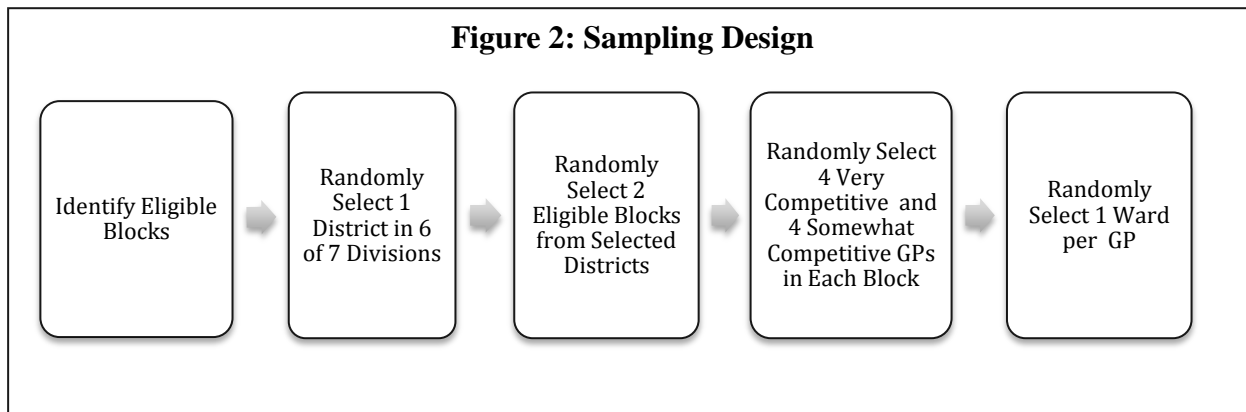 Figure 2: Sampling Design
Identify Eligible
Blocks
Randomly
Select 1
District in 6
of 7 Divisions
Randomly
Select 2
Eligible Blocks
from Selected
Districts
Randomly Select
4 Very
Competitive and
4 Somewhat
Competitive GPs
in Each Block
Randomly
Select 1 Ward
per GP